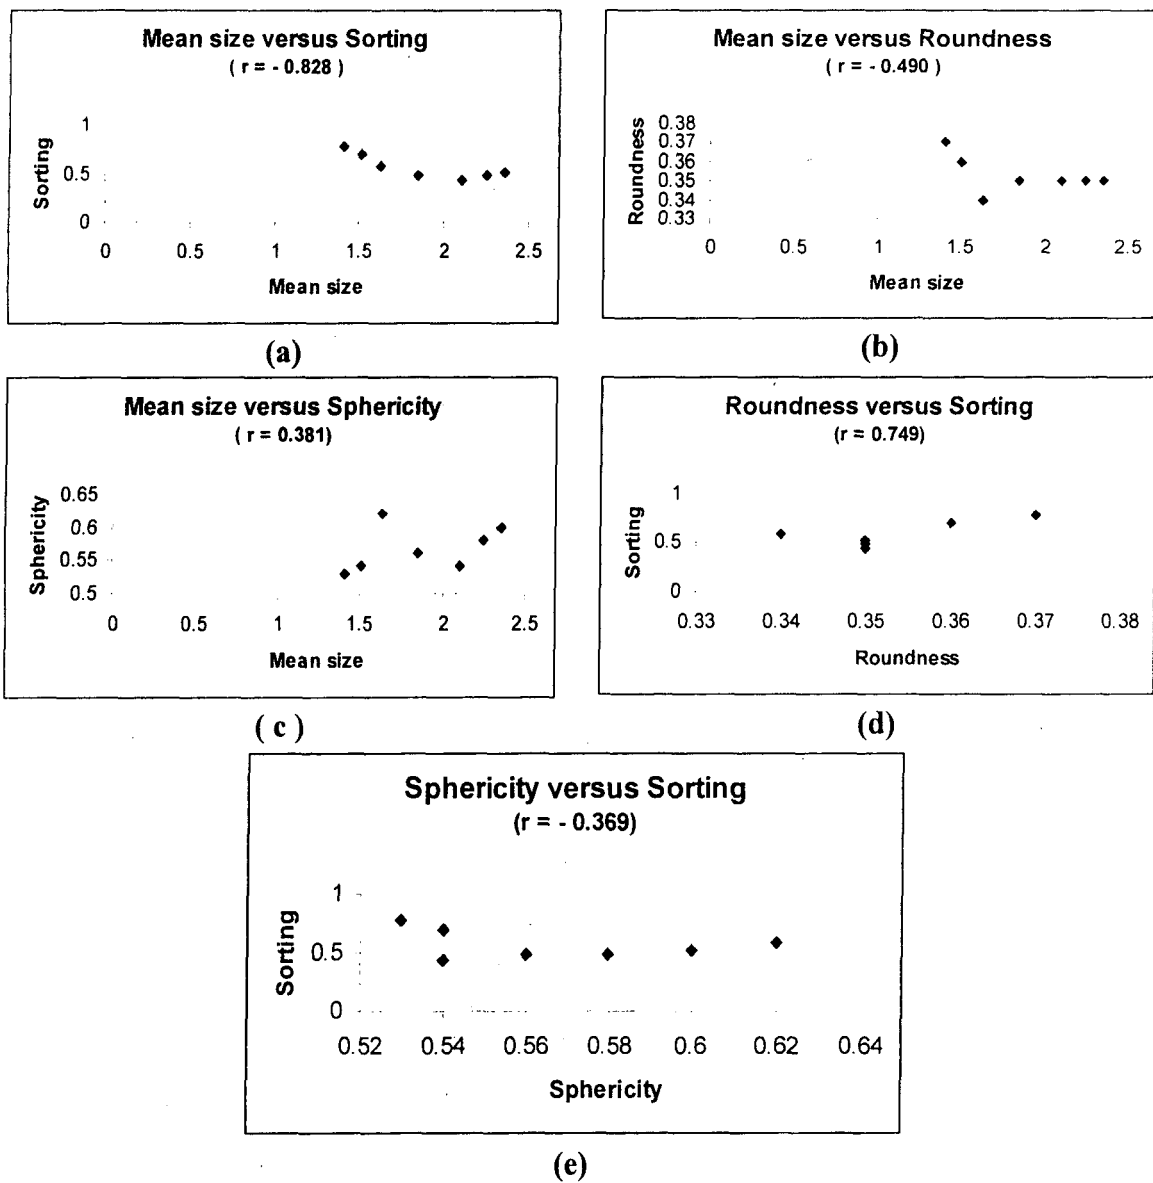 Mean size versus Sorting
( r = - 0.828 )
Sorting
1
0.5
0
0 0.5 1 1.5 2 2.5
Mean size
(a)
Mean size versus Roundness
( r = - 0.490 )
Roundness
0.38
0.37
0.36
0.35
0.34
0.33
0 0.5 1 1.5 2 2.5
Mean size
(b)
Mean size versus Sphericity
( r = 0.381)
Sphericity
0.65
0.6
0.55
0.5
0 0.5 1 1.5 2 2.5
Mean size
( c )
Roundness versus Sorting
(r = 0.749)
Sorting
1
0.5
0
0.33 0.34 0.35 0.36 0.37 0.38
Roundness
(d)
Sphericity versus Sorting
(r = - 0.369)
Sorting
1
0.5
0
0.52 0.54 0.56 0.58 0.6 0.62 0.64
Sphericity
(e)